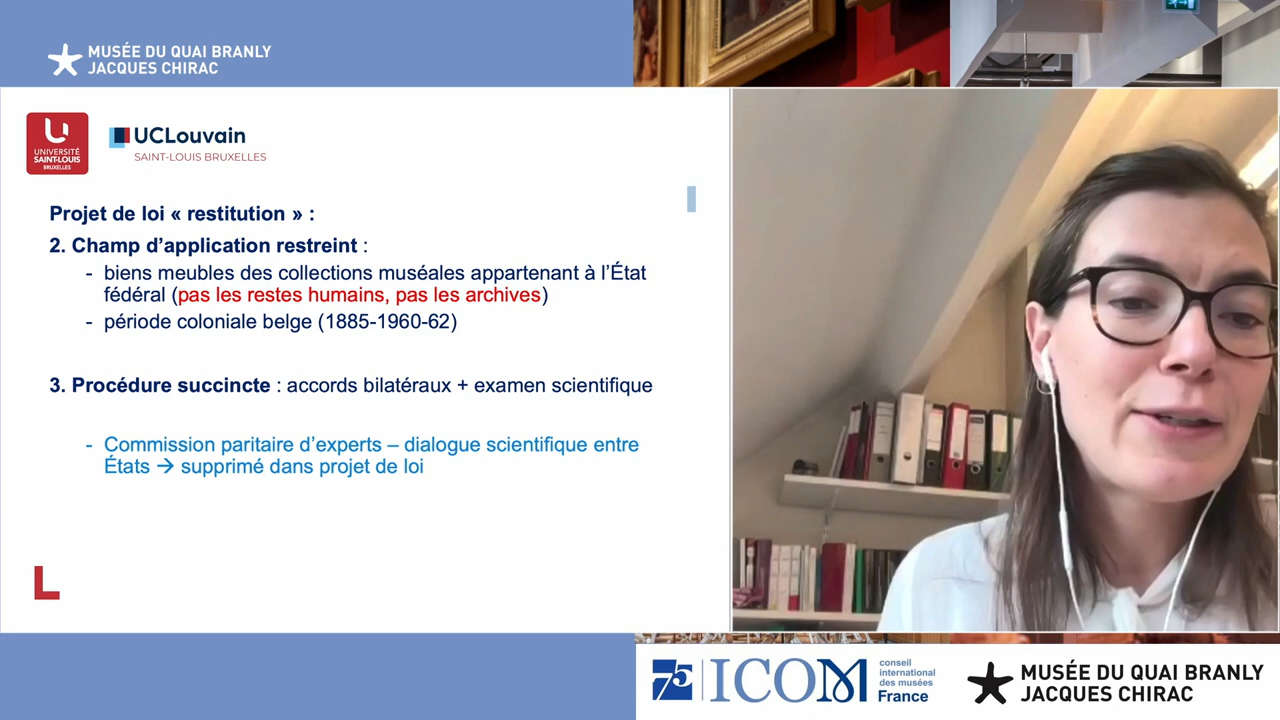 MUSÉE DU QUAI BRANLY
JACQUES CHIRAC
UNIVERSITÉ
SAINT-LOUIS
BRUXELLES
UCLouvain
SAINT-LOUIS BRUXELLES
Projet de loi « restitution » :
2. Champ d’application restreint :
- biens meubles des collections muséales appartenant à l’État
fédéral (pas les restes humains, pas les archives)
- période coloniale belge (1885-1960-62)
3. Procédure succincte : accords bilatéraux + examen scientifique
- Commission paritaire d’experts – dialogue scientifique entre
États → supprimé dans projet de loi
L
75 ICOM
conseil
international
des musées
France
MUSÉE DU QUAI BRANLY
JACQUES CHIRAC